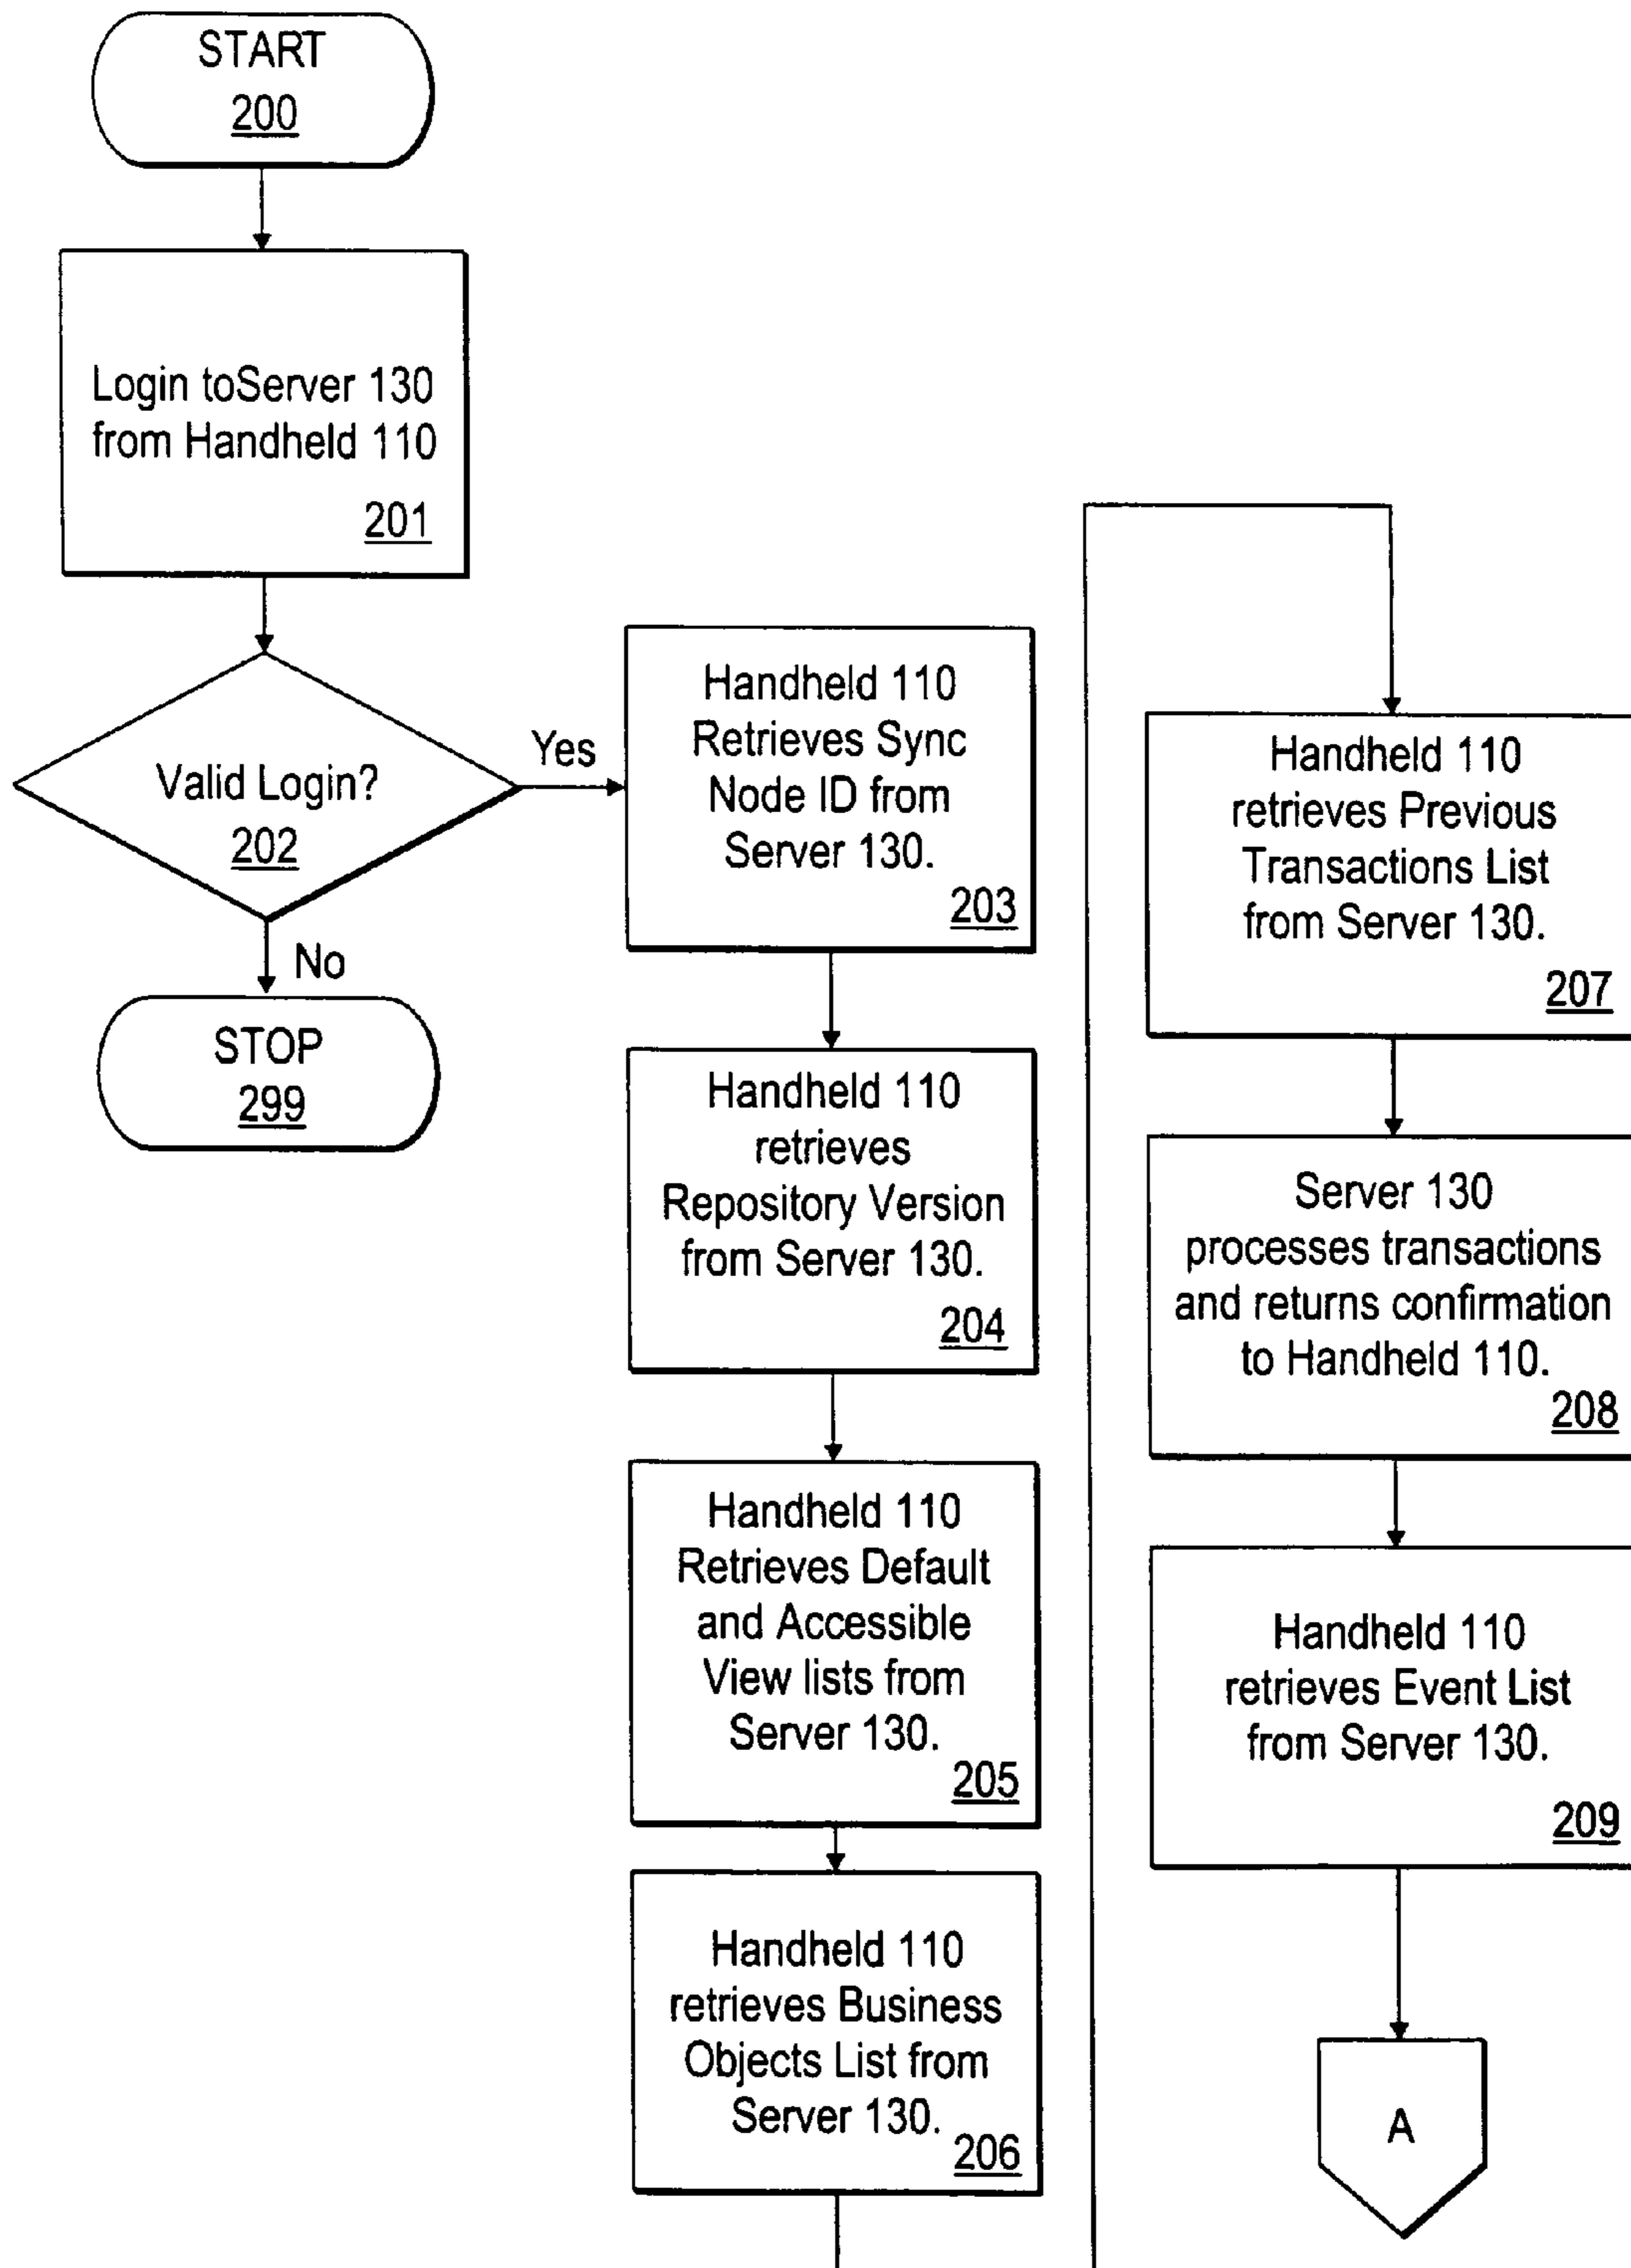 START
200
Login toServer 130
from Handheld 110
201
Valid Login?
202
Yes
No
STOP
299
Handheld 110
Retrieves Sync
Node ID from
Server 130.
203
Handheld 110
retrieves
Repository Version
from Server 130.
204
Handheld 110
Retrieves Default
and Accessible
View lists from
Server 130.
205
Handheld 110
retrieves Business
Objects List from
Server 130.
206
Handheld 110
retrieves Previous
Transactions List
from Server 130.
207
Server 130
processes transactions
and returns confirmation
to Handheld 110.
208
Handheld 110
retrieves Event List
from Server 130.
209
A